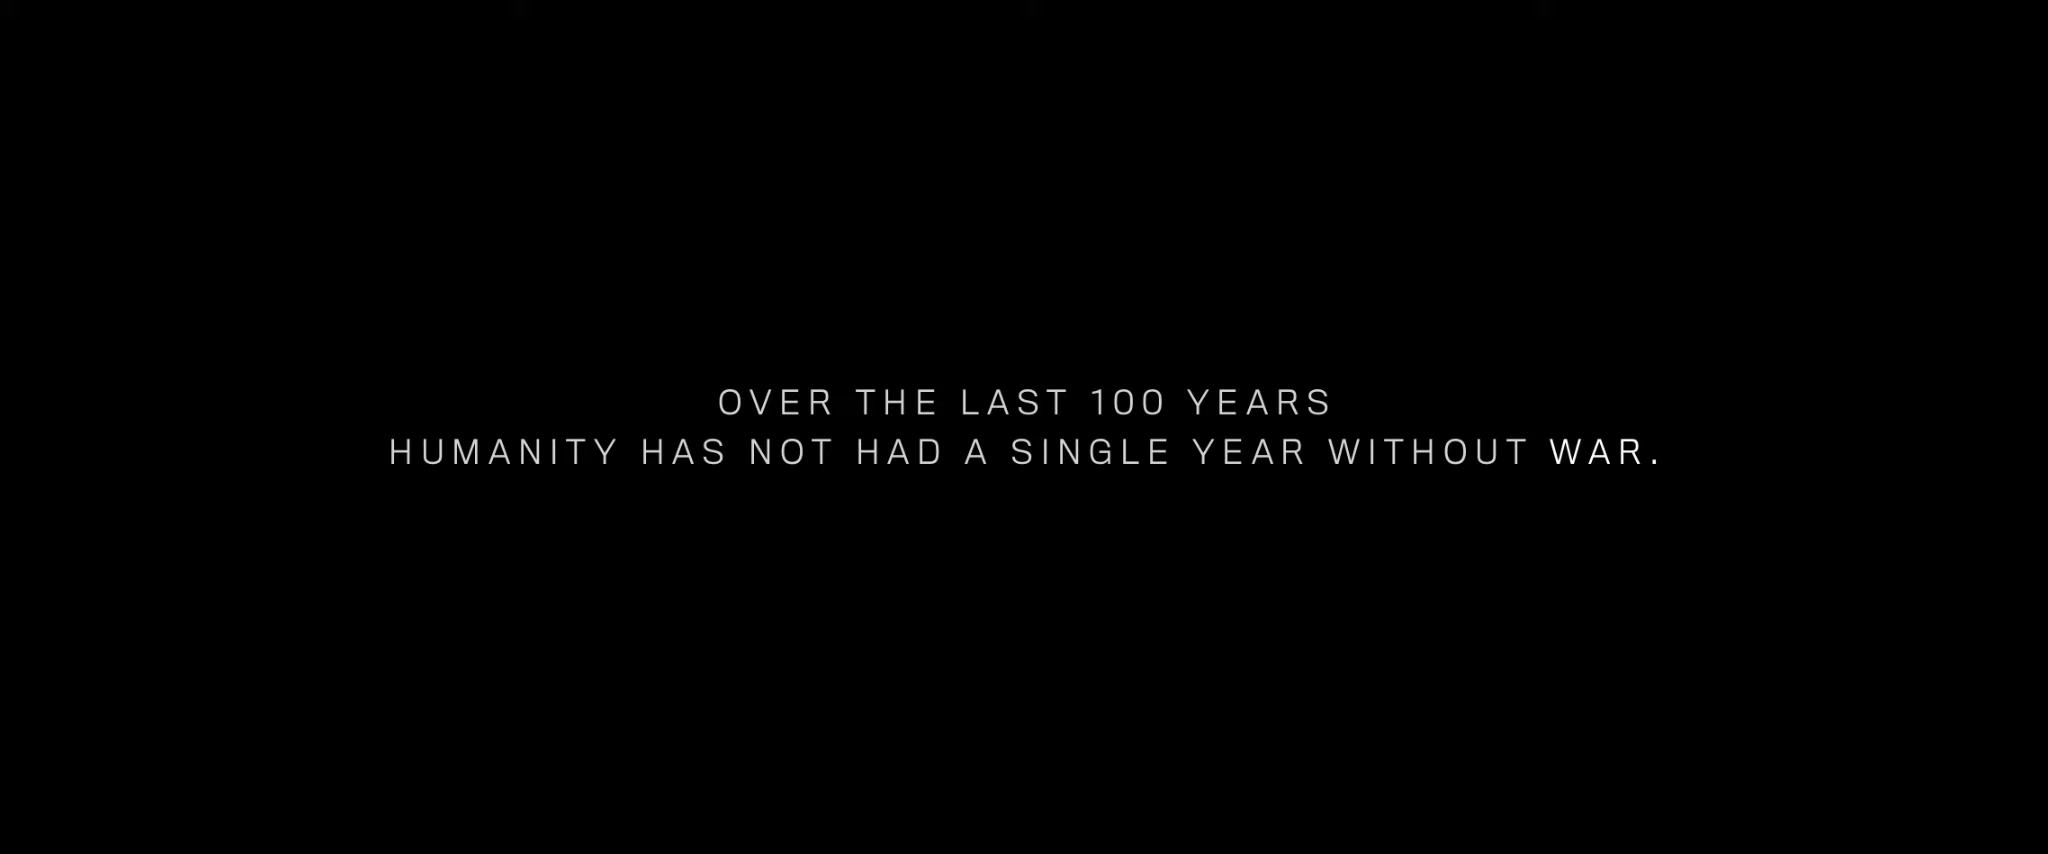 OVER THE LAST 100 YEARS
HUMANITY HAS NOT HAD A SINGLE YEAR WITHOUT WAR.